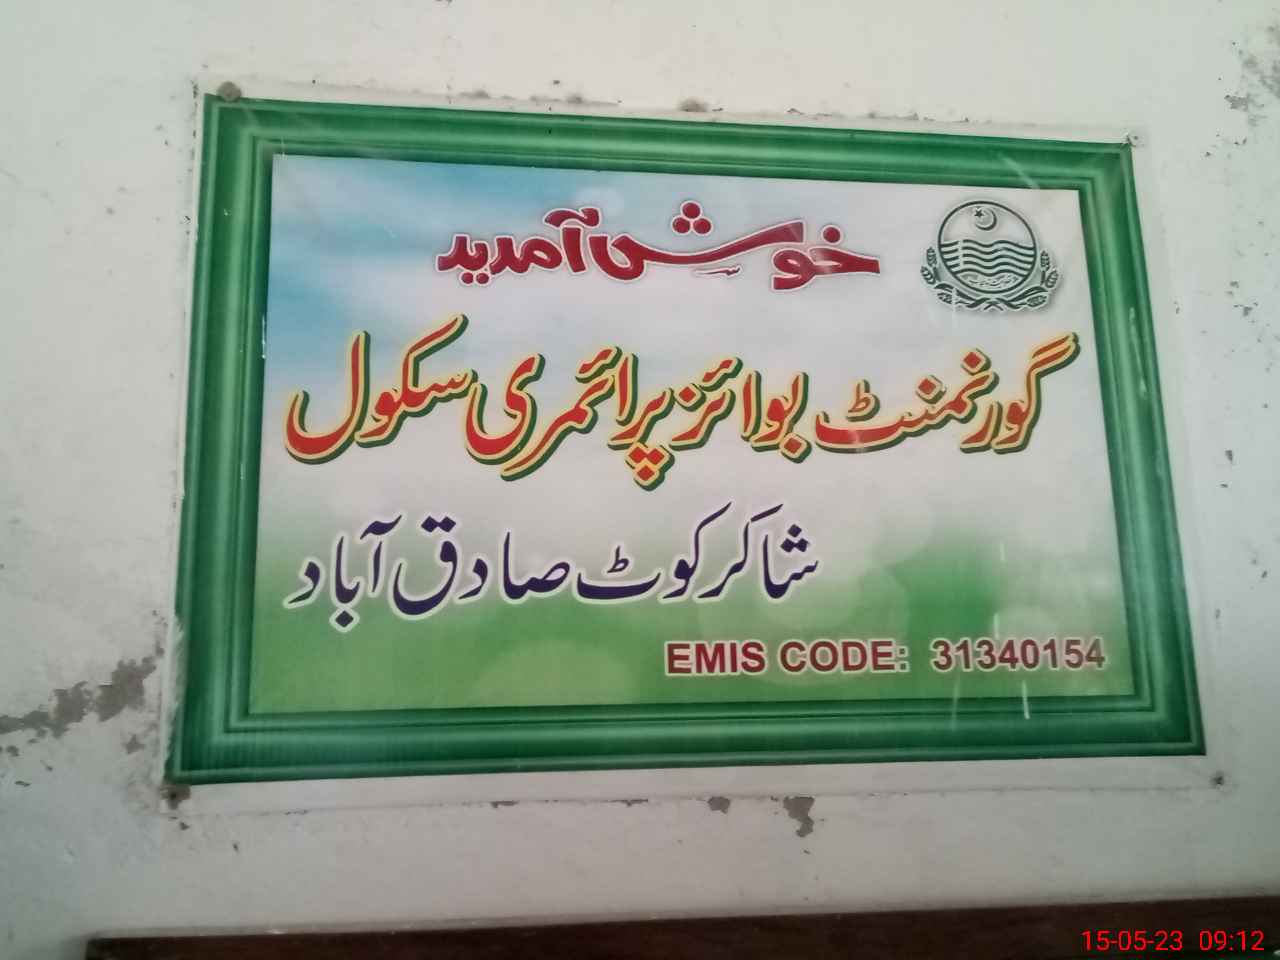 خوش آمدید
گورنمنٹ بوائز پرائمری سکول
شاکر کوٹ صادق آباد
EMIS CODE: 31340154
15-05-23 09:12